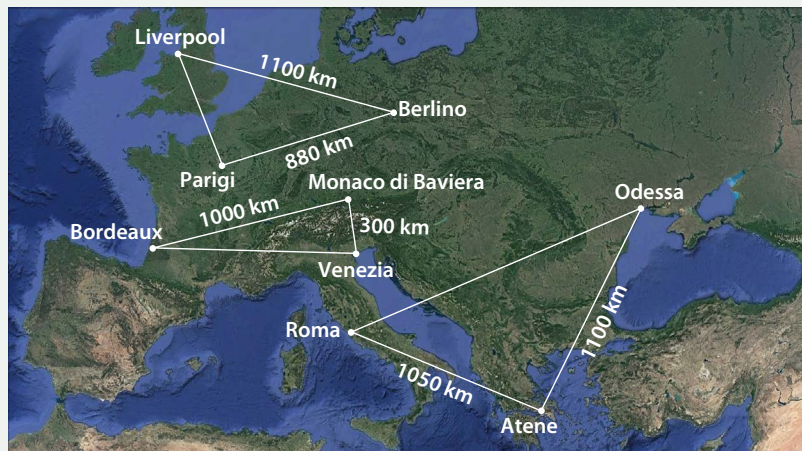 Liverpool
1100 km
Berlino
880 km
Parigi
Monaco di Baviera
1000 km
Odessa
Bordeaux
300 km
Venezia
Roma
1100 km
1050 km
Atene